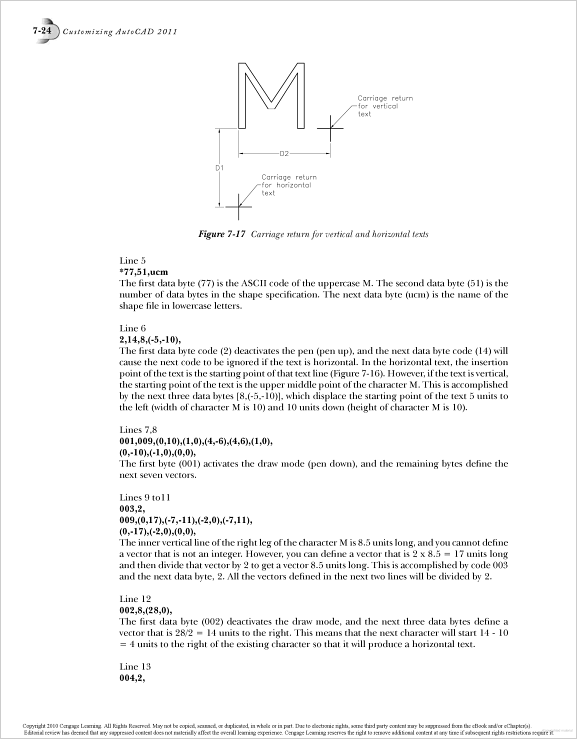 7-24
Customizing AutoCAD 2011
Carriage return
for vertical
text
D2
D1
Carriage return
for horizontal
text
Figure 7-17 Carriage return for vertical and horizontal texts
Line 5
*77,51,ucm
The first data byte (77) is the ASCII code of the uppercase M. The second data byte (51) is the
number of data bytes in the shape specification. The next data byte (ucm) is the name of the
shape file in lowercase letters.
Line 6
2,14,8,(-5,-10),
The first data byte code (2) deactivates the pen (pen up), and the next data byte code (14) will
cause the next code to be ignored if the text is horizontal. In the horizontal text, the insertion
point of the text is the starting point of that text line (Figure 7-16). However, if the text is vertical,
the starting point of the text is the upper middle point of the character M. This is accomplished
by the next three data bytes [8,(-5,-10)], which displace the starting point of the text 5 units to
the left (width of character M is 10) and 10 units down (height of character M is 10).
Lines 7,8
001,009,(0,10),(1,0),(4,-6),(4,6),(1,0),
(0,-10),(-1,0),(0,0),
The first byte (001) activates the draw mode (pen down), and the remaining bytes define the
next seven vectors.
Lines 9 to11
003,2,
009,(0,17),(-7,-11),(-2,0),(-7,11),
(0,-17),(-2,0),(0,0),
The inner vertical line of the right leg of the character M is 8.5 units long, and you cannot define
a vector that is not an integer. However, you can define a vector that is 2 x 8.5 = 17 units long
and then divide that vector by 2 to get a vector 8.5 units long. This is accomplished by code 003
and the next data byte, 2. All the vectors defined in the next two lines will be divided by 2.
Line 12
002,8,(28,0),
The first data byte (002) deactivates the draw mode, and the next three data bytes define a
vector that is 28/2 = 14 units to the right. This means that the next character will start 14 - 10
= 4 units to the right of the existing character so that it will produce a horizontal text.
Line 13
004,2,
Copyright 2010 Cengage Learning. All Rights Reserved. May not be copied, scanned, or duplicated, in whole or in part. Due to electronic rights, some third party content may be suppressed from the eBook and/or eChapter(s).
Editorial review has deemed that any suppressed content does not materially affect the overall learning experience. Cengage Learning reserves the right to remove additional content at any time if subsequent rights restrictions require it.